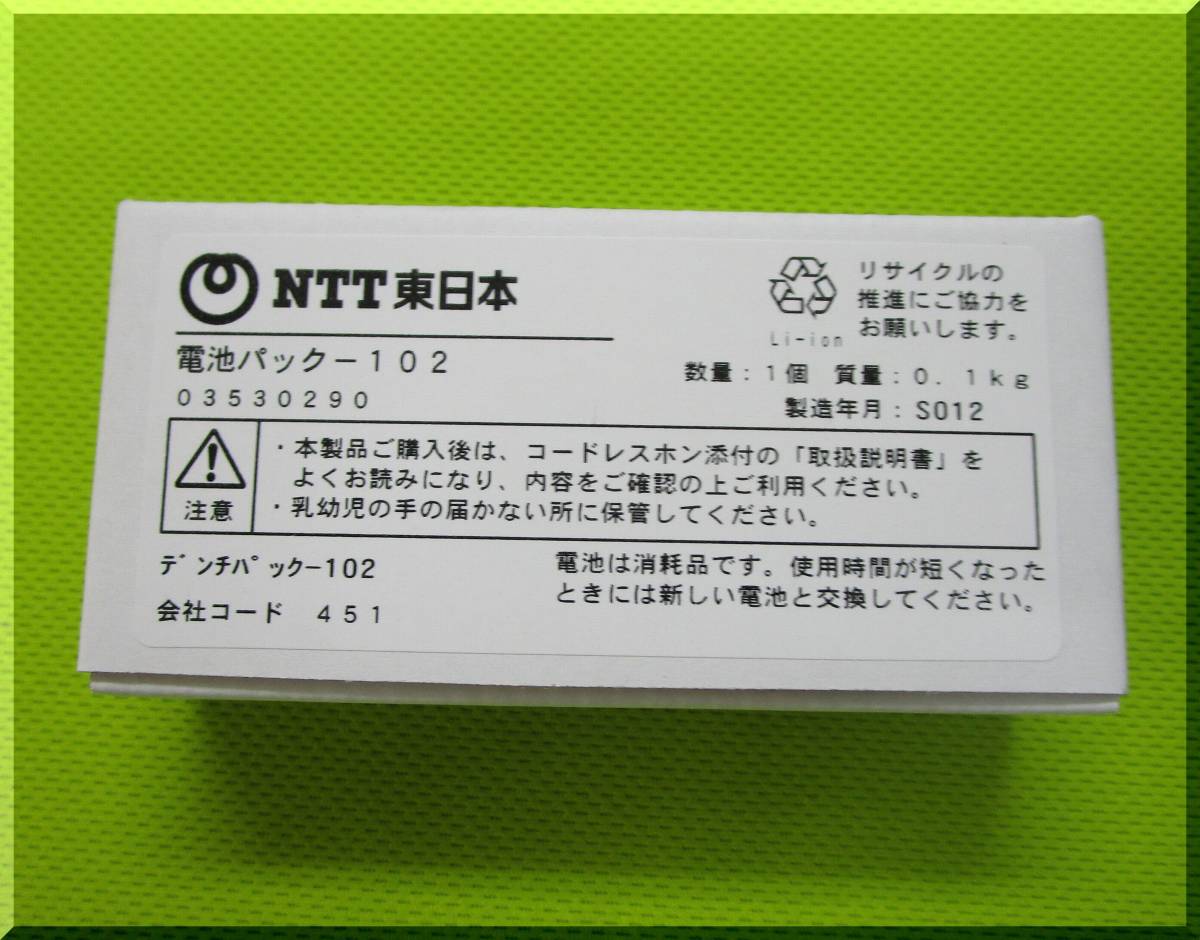 NTT東日本
リサイクルの
推進にご協力を
お願いします。
Li-ion
電池パックー102
数量:1個 質量:0.1kg
03530290
製造年月:S012
・本製品ご購入後は、コードレスホン添付の「取扱説明書」を
よくお読みになり、内容をご確認の上ご利用ください。
・乳幼児の手の届かない所に保管してください。
注意
デンチパックー102
電池は消耗品です。使用時間が短くなった
ときには新しい電池と交換してください。
会社コード 451